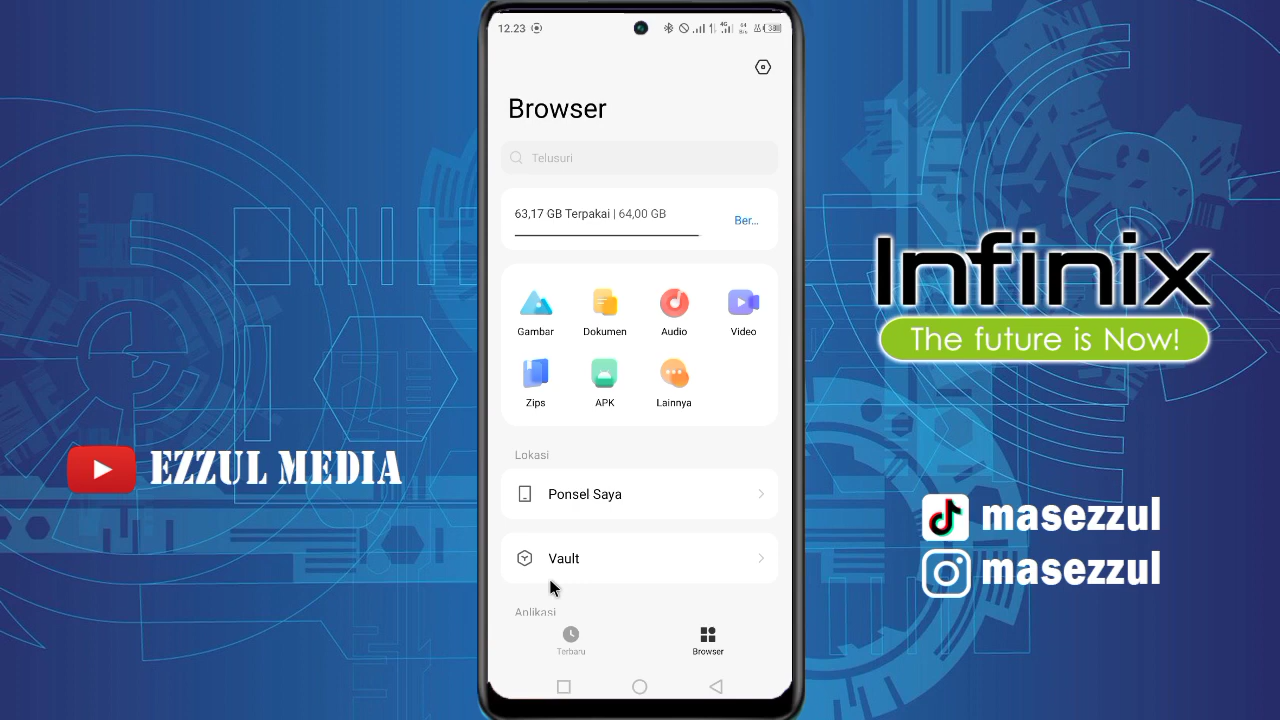 12.23
Browser
Telusuri
63,17 GB Terpakai | 64,00 GB
Ber...
Gambar
Dokumen
Audio
Video
Zips
APK
Lainnya
Lokasi
Ponsel Saya
Vault
Aplikasi
Terbaru
Browser
EZZUL MEDIA
Infinix
The future is Now!
masezzul
masezzul